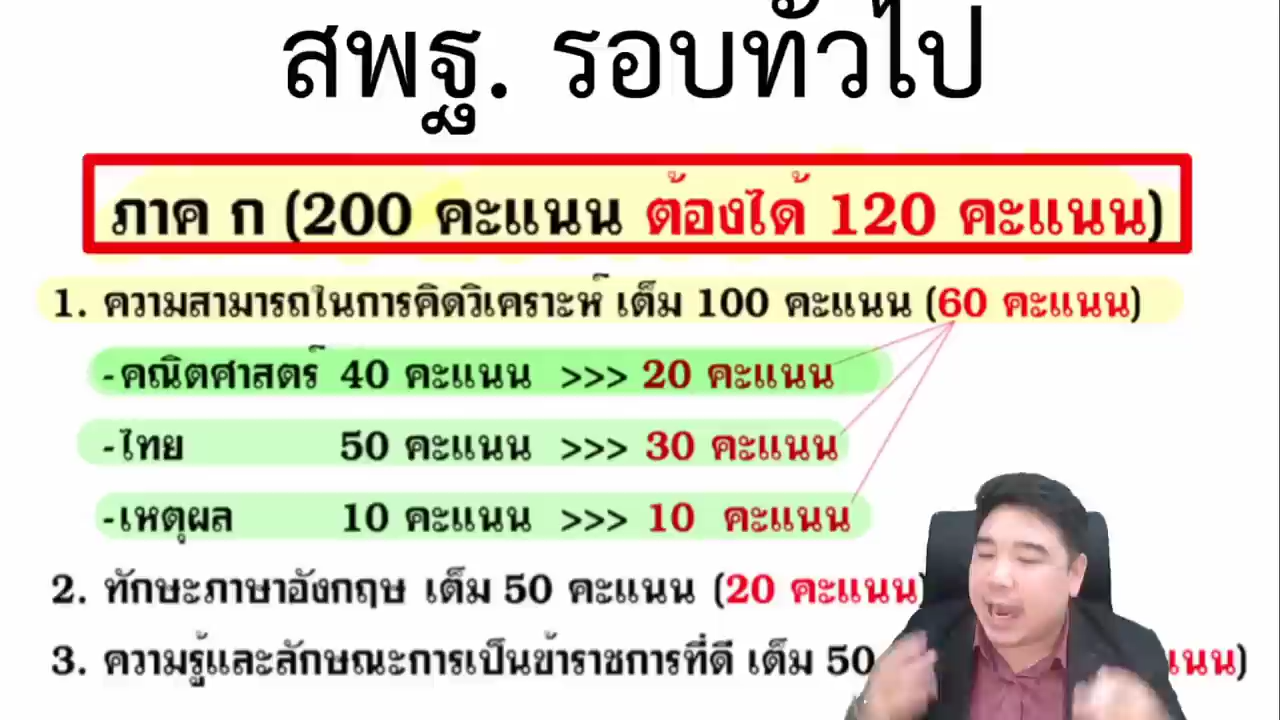 สพฐ. รอบทั่วไป
ภาค ก (200 คะแนน ต้องได้ 120 คะแนน)
1. ความสามารถในการคิดวิเคราะห์ เต็ม 100 คะแนน (60 คะแนน)
-คณิตศาสตร์ 40 คะแนน >>> 20 คะแนน
-ไทย 50 คะแนน >>> 30 คะแนน
-เหตุผล 10 คะแนน >>> 10 คะแนน
2. ทักษะภาษาอังกฤษ เต็ม 50 คะแนน (20 คะแนน)
3. ความรู้และลักษณะการเป็นข้าราชการที่ดี เต็ม 50